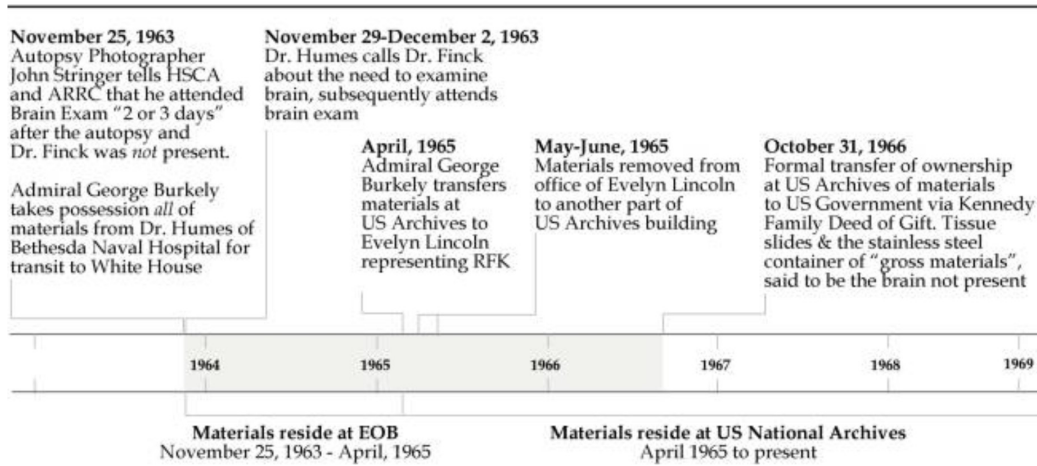 November 25, 1963
Autopsy Photographer
John Stringer tells HSCA
and ARRC that he attended
Brain Exam “2 or 3 days”
after the autopsy and
Dr. Finck was not present.
Admiral George Burkely
takes possession all of
materials from Dr. Humes of
Bethesda Naval Hospital for
transit to White House
November 29-December 2, 1963
Dr. Humes calls Dr. Finck
about the need to examine
brain, subsequently attends
brain exam
April, 1965
Admiral George
Burkely transfers
materials at
US Archives to
Evelyn Lincoln
representing RFK
May-June, 1965
Materials removed from
office of Evelyn Lincoln
to another part of
US Archives building
October 31, 1966
Formal transfer of ownership
at US Archives of materials
to US Government via Kennedy
Family Deed of Gift. Tissue
slides & the stainless steel
container of “gross materials”,
said to be the brain not present
1964 1965 1966 1967 1968 1969
Materials reside at EOB
November 25, 1963 - April, 1965
Materials reside at US National Archives
April 1965 to present